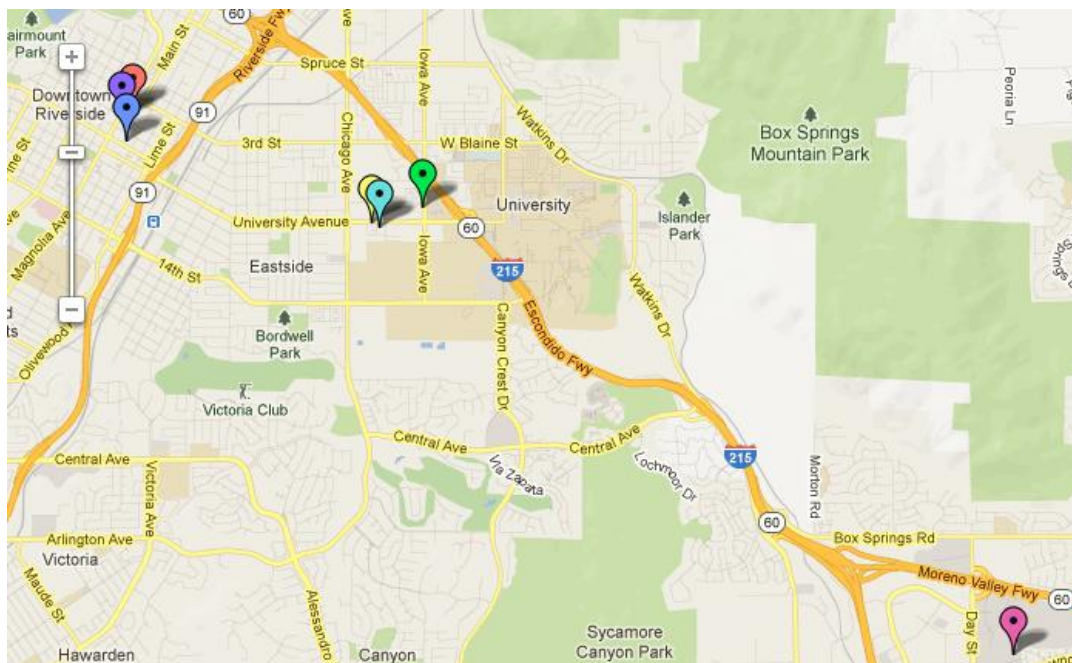 60
airmount
Park
Main St
Riverside Fwy
Spruce St
Iowa Ave
Peoria Ln
Downtown
Riverside
91
Lime St
3rd St
Chicago Ave
W Blaine St
Watkins Dr
Box Springs
Mountain Park
91
Magnolia Ave
University Avenue
University
60
Islander
Park
14th St
Eastside
Iowa Ave
215
Watkins Dr
Escondido Fwy
Canyon Crest Dr
Bordwell
Park
Victoria Club
Central Ave
Central Ave
215
Central Ave
Victoria Ave
Via Zapata
Lochmoor Dr
Morton Rd
60
Arlington Ave
Victoria
Box Springs Rd
Moreno Valley Fwy
60
Maude St
Alessandro
Day St
Hawarden
Canyon
Sycamore
Canyon Park